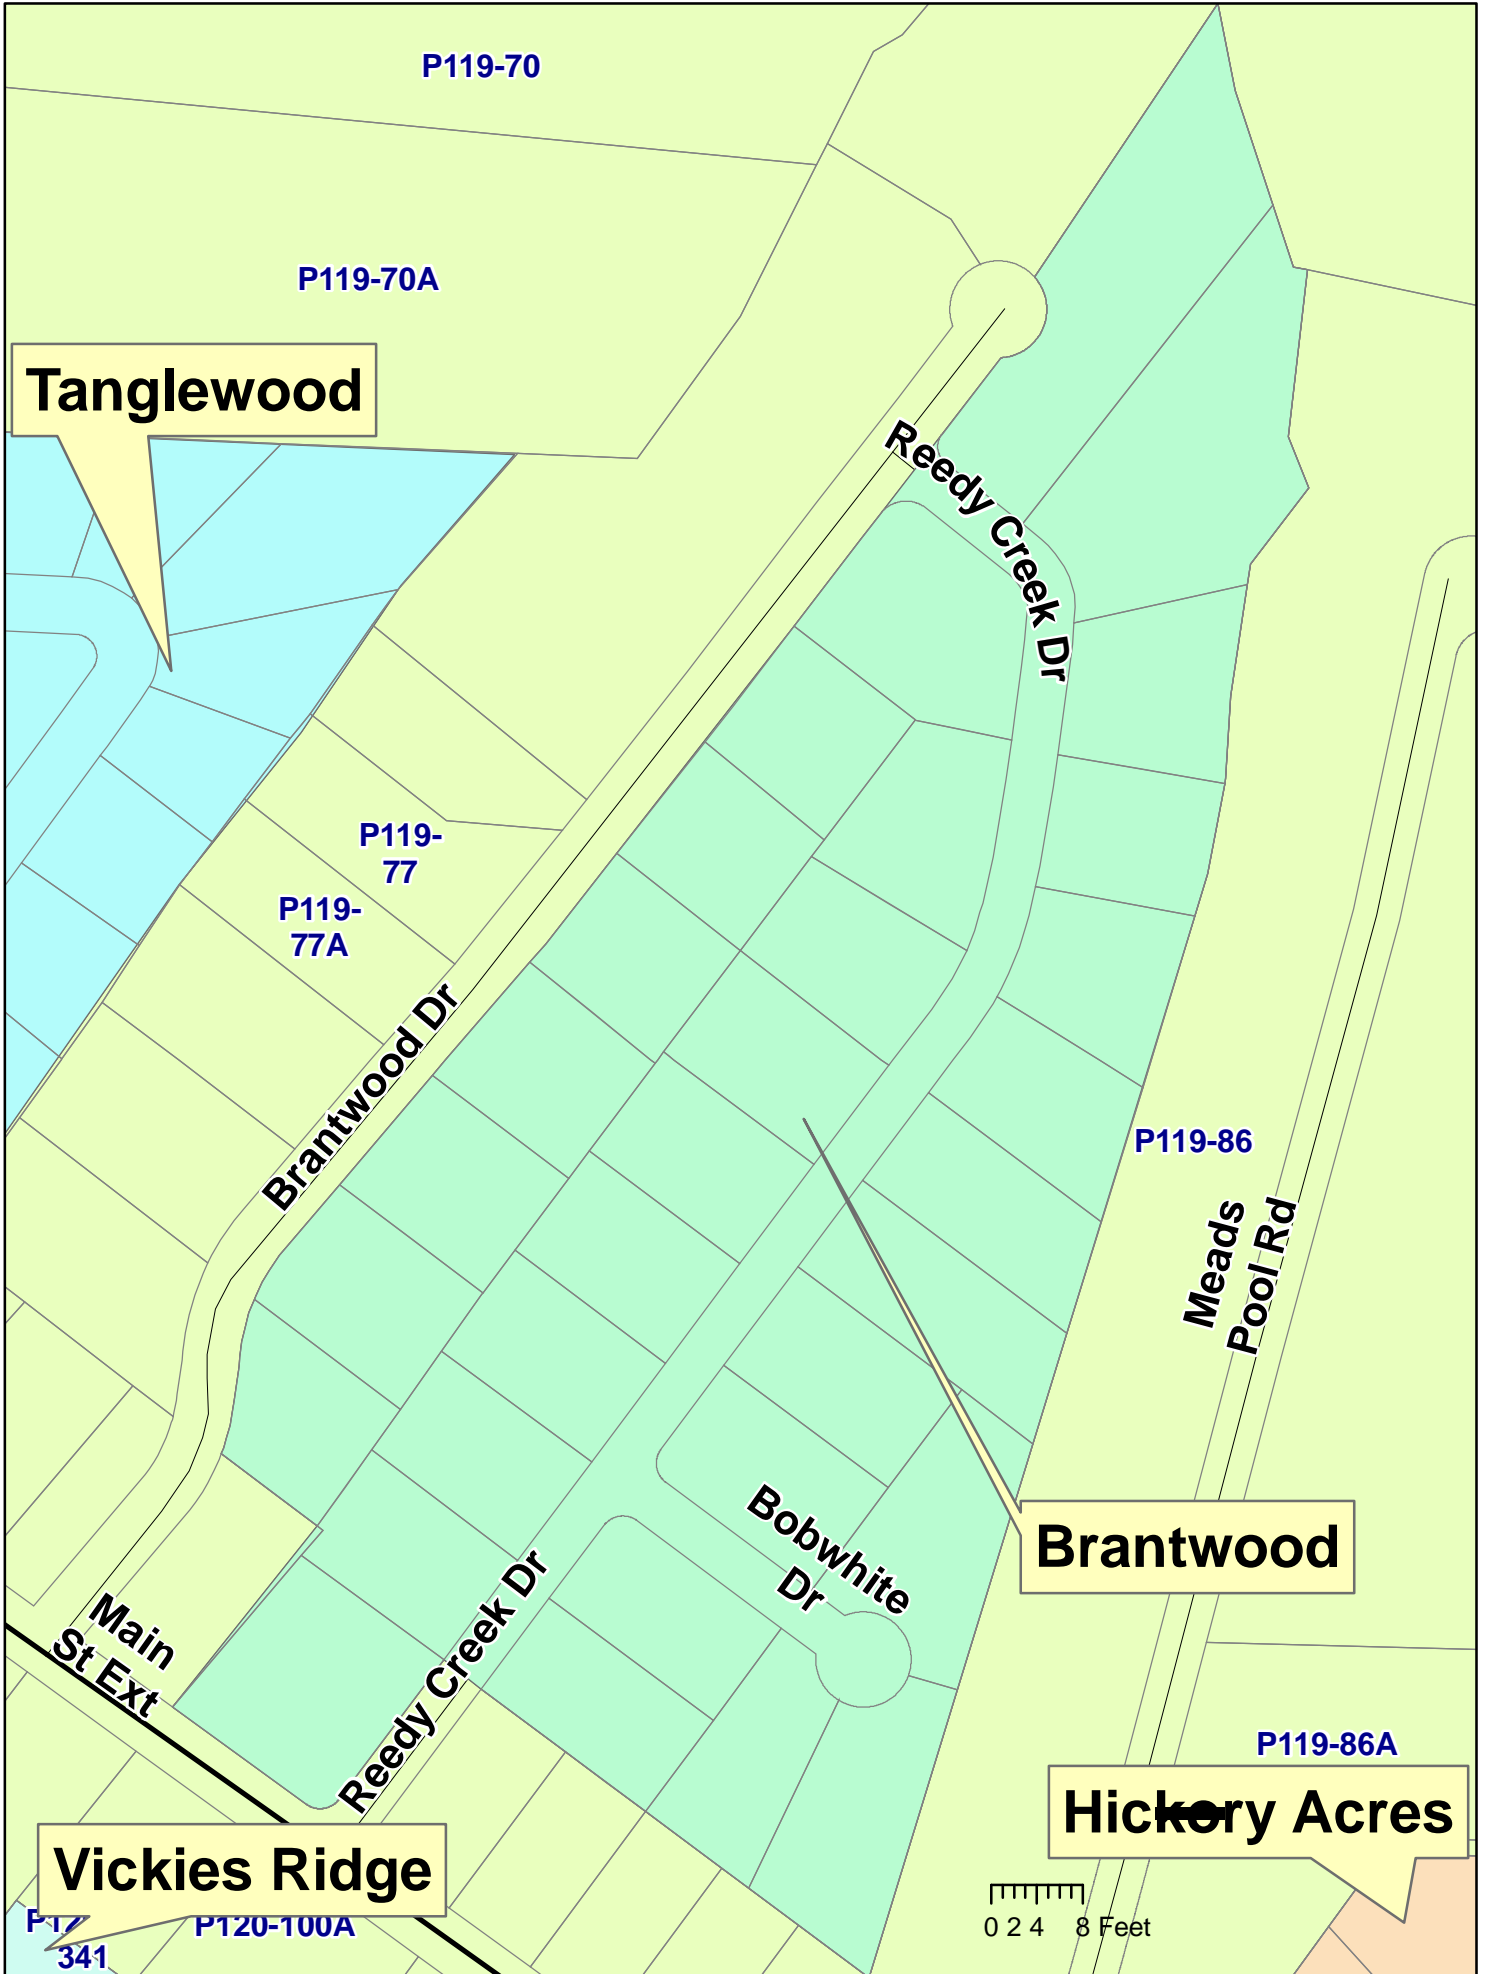 P119-70
P119-70A
Tanglewood
Reedy Creek Dr
P119-
77
P119-
77A
Brantwood Dr
P119-86
Meads
Pool Rd
Bobwhite
Dr
Brantwood
Reedy Creek Dr
Main
St Ext
P119-86A
Hickory Acres
Vickies Ridge
P120-100A
341
0 2 4 8 Feet